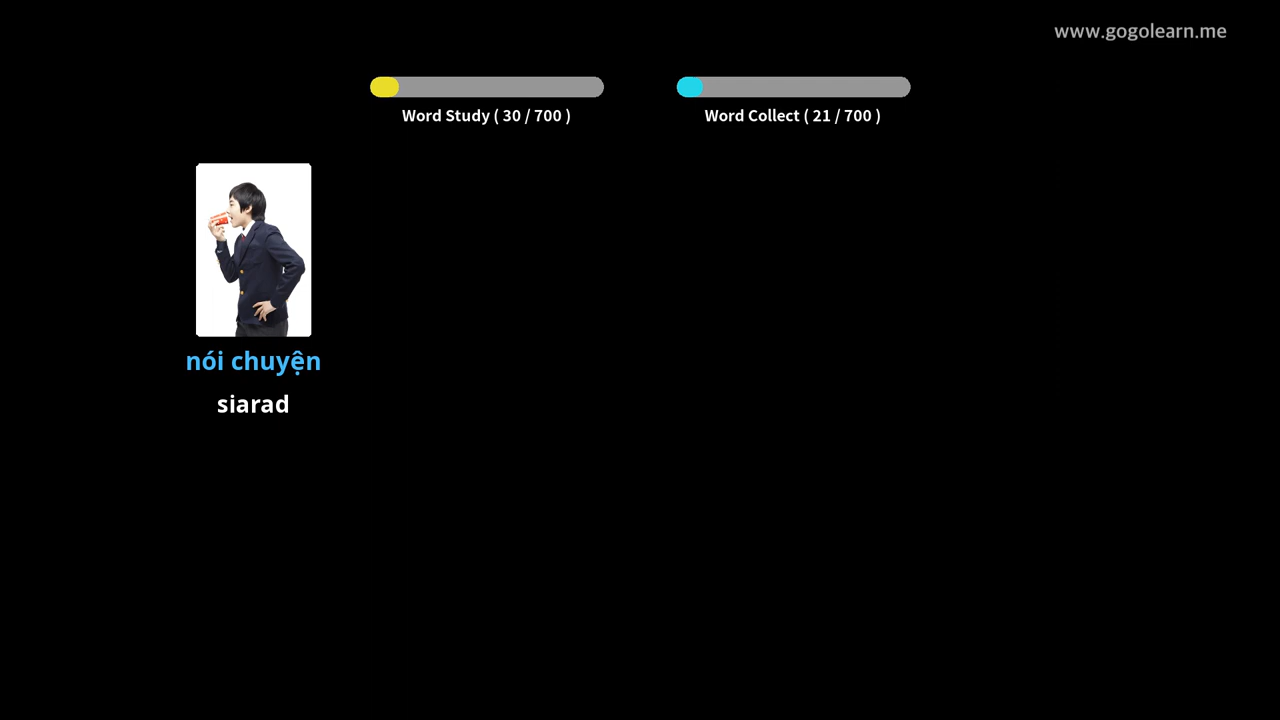 www.gogolearn.me
Word Study ( 30 / 700 )
Word Collect ( 21 / 700 )
nói chuyện
siarad